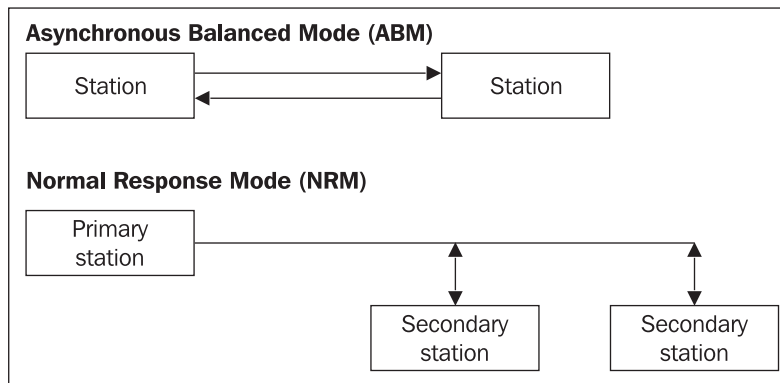 Asynchronous Balanced Mode (ABM)
Station
Station
Normal Response Mode (NRM)
Primary
station
Secondary
station
Secondary
station